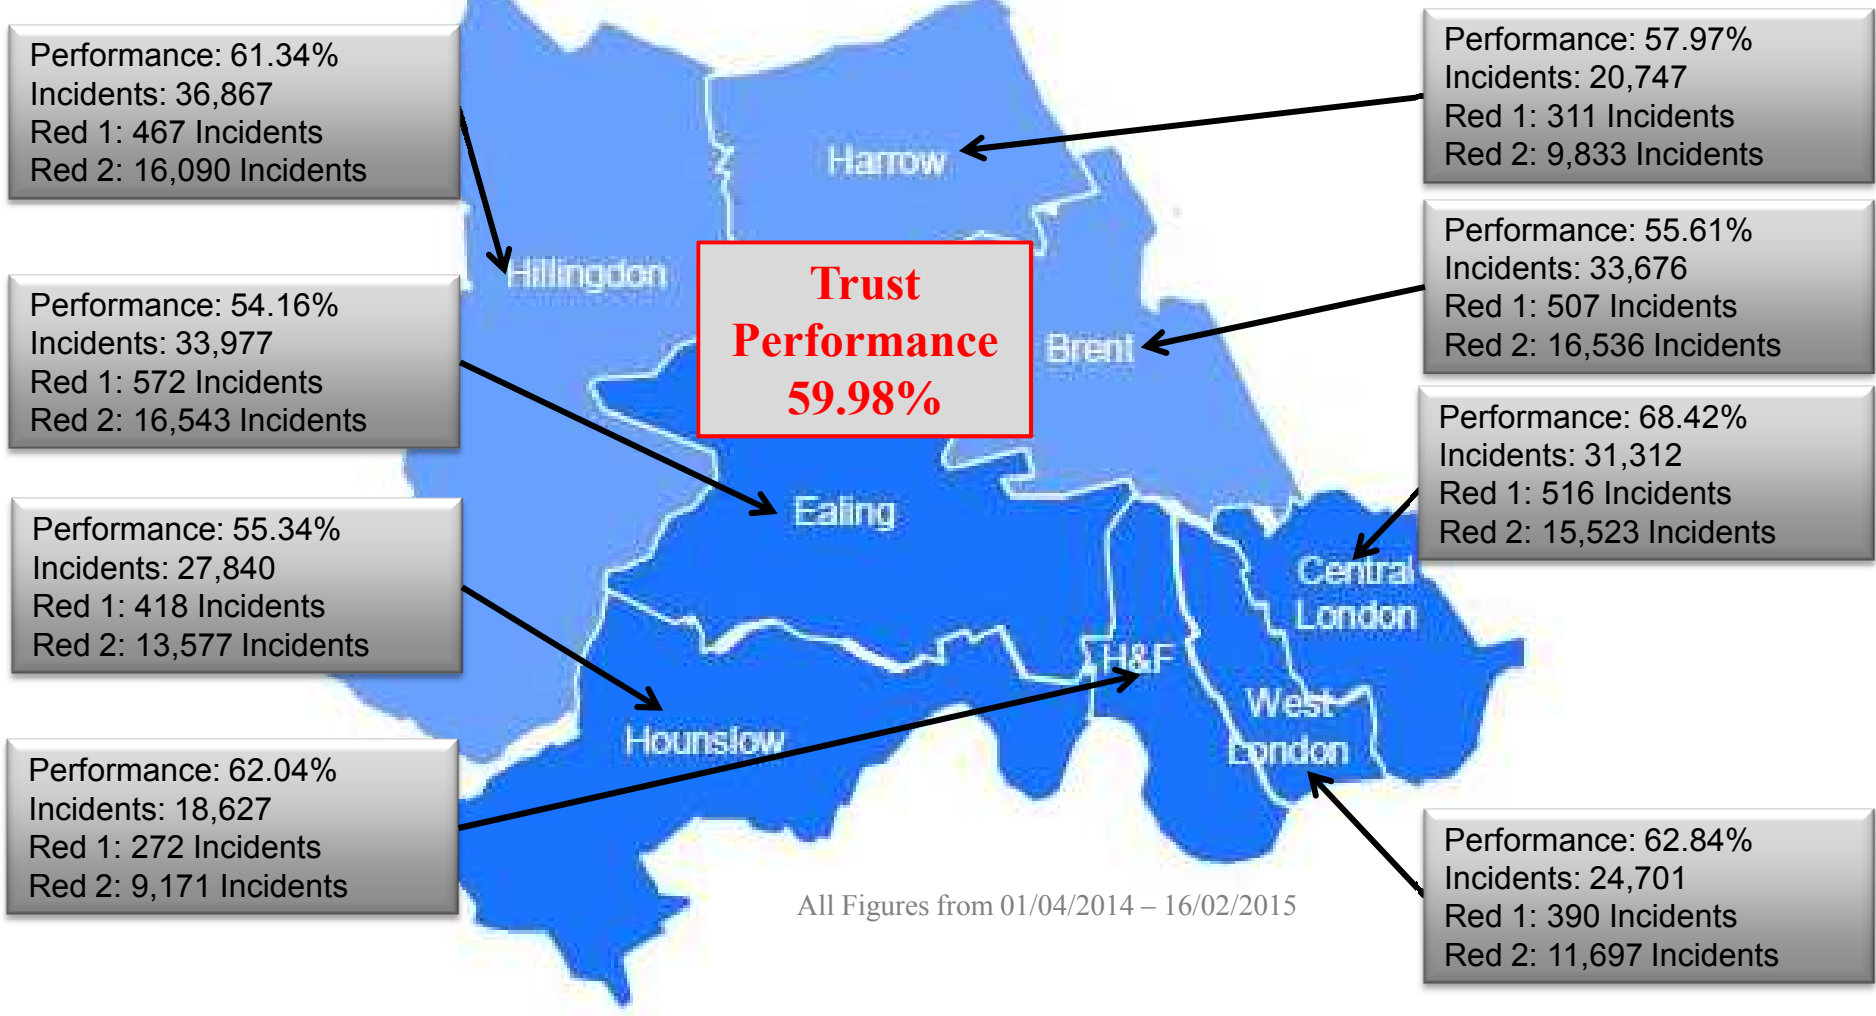 Performance: 61.34%
Incidents: 36,867
Red 1: 467 Incidents
Red 2: 16,090 Incidents
Performance: 54.16%
Incidents: 33,977
Red 1: 572 Incidents
Red 2: 16,543 Incidents
Performance: 55.34%
Incidents: 27,840
Red 1: 418 Incidents
Red 2: 13,577 Incidents
Performance: 62.04%
Incidents: 18,627
Red 1: 272 Incidents
Red 2: 9,171 Incidents
Harrow
Hillingdon
Trust
Performance
59.98%
Brent
Ealing
Central
London
H&F
West
London
Hounslow
All Figures from 01/04/2014 – 16/02/2015
Performance: 57.97%
Incidents: 20,747
Red 1: 311 Incidents
Red 2: 9,833 Incidents
Performance: 55.61%
Incidents: 33,676
Red 1: 507 Incidents
Red 2: 16,536 Incidents
Performance: 68.42%
Incidents: 31,312
Red 1: 516 Incidents
Red 2: 15,523 Incidents
Performance: 62.84%
Incidents: 24,701
Red 1: 390 Incidents
Red 2: 11,697 Incidents